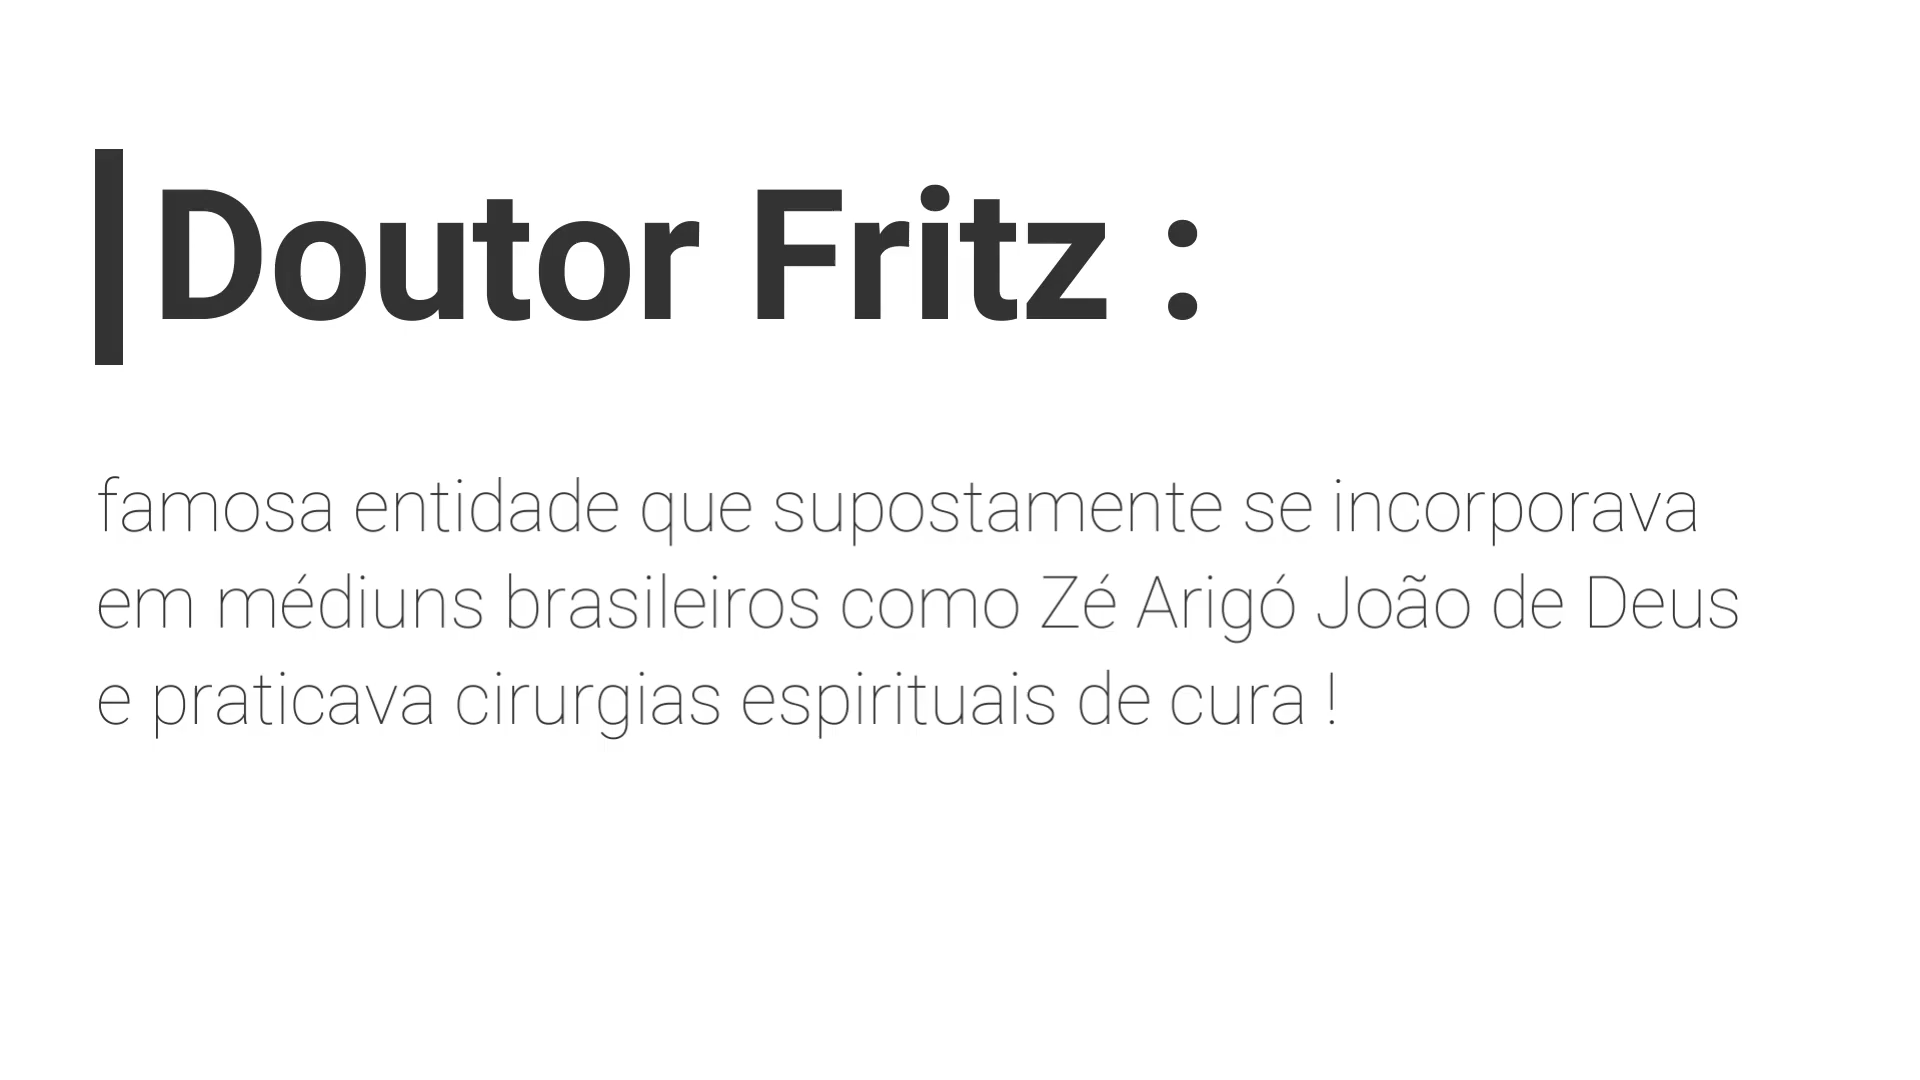 Doutor Fritz :
famosa entidade que supostamente se incorporava
em médiuns brasileiros como Zé Arigó João de Deus
e praticava cirurgias espirituais de cura !